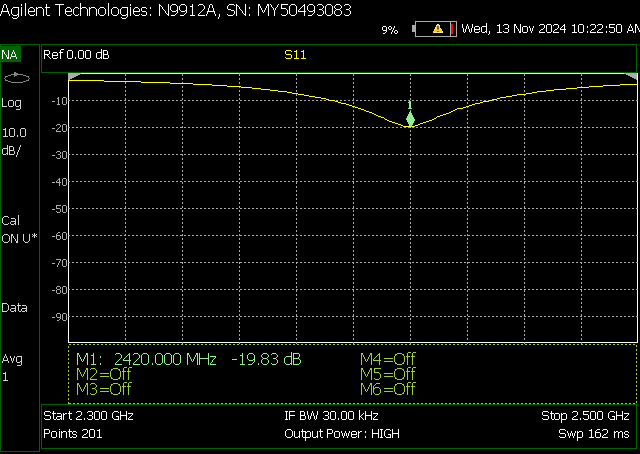 Agilent Technologies: N9912A, SN: MY50493083
9% Wed, 13 Nov 2024 10:22:50 AM
NA Ref 0.00 dB S11
Log
10.0
dB/
Cal
ON U*
Data
Avg
1
-10
-20
-30
-40
-50
-60
-70
-80
-90
1
M1: 2420.000 MHz -19.83 dB M4=Off
M2=Off M5=Off
M3=Off M6=Off
Start 2.300 GHz IF BW 30.00 kHz Stop 2.500 GHz
Points 201 Output Power: HIGH Swp 162 ms